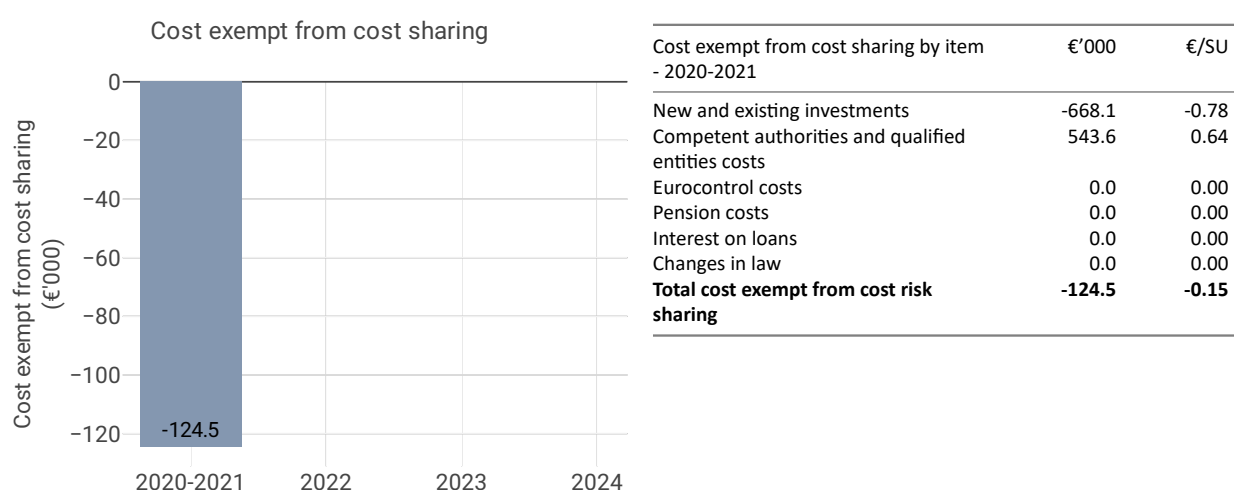 Cost exempt from cost sharing
Cost exempt from cost sharing
(€'000)
0
−20
−40
−60
−80
−100
−120
-124.5
2020-2021 2022 2023 2024
Cost exempt from cost sharing by item €’000 €/SU
- 2020-2021
New and existing investments -668.1 -0.78
Competent authorities and qualified 543.6 0.64
entities costs
Eurocontrol costs 0.0 0.00
Pension costs 0.0 0.00
Interest on loans 0.0 0.00
Changes in law 0.0 0.00
Total cost exempt from cost risk -124.5 -0.15
sharing